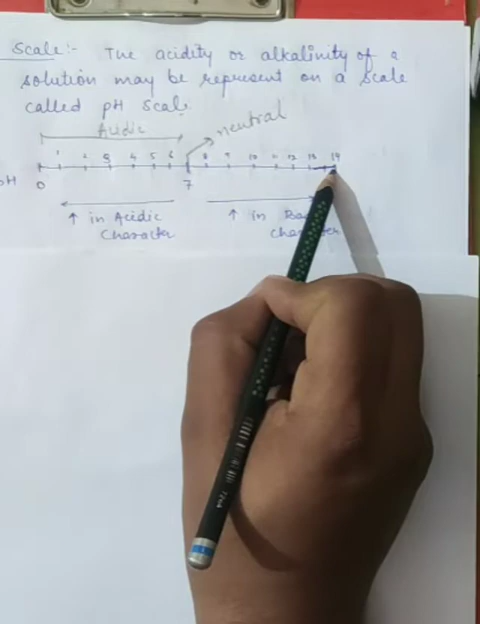 Scale:- The acidity or alkalinity of a
solution may be represent on a scale
called pH Scale
Acidic neutral
1 2 3 4 5 6 8 9 10 11 12 13 14
pH 0 7
↑ in Acidic ↑ in
Character